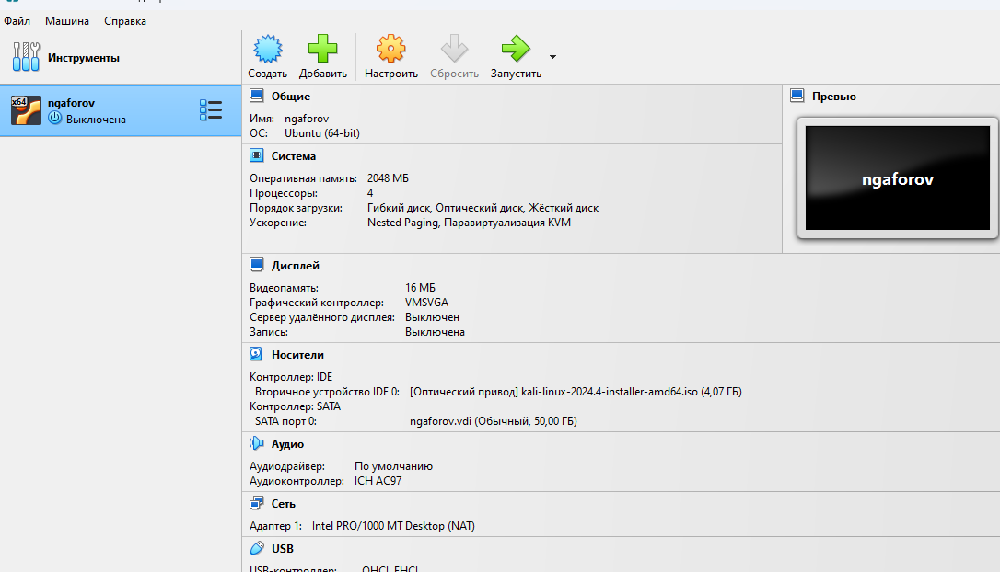 Файл Машина Справка
Инструменты
Создать Добавить Настроить Сбросить Запустить
x64
ngaforov
Выключена
Общие
Имя: ngaforov
ОС: Ubuntu (64-bit)
Система
Оперативная память: 2048 МБ
Процессоры: 4
Порядок загрузки: Гибкий диск, Оптический диск, Жёсткий диск
Ускорение: Nested Paging, Паравиртуализация KVM
Превью
ngaforov
Дисплей
Видеопамять: 16 МБ
Графический контроллер: VMSVGA
Сервер удалённого дисплея: Выключен
Запись: Выключена
Носители
Контроллер: IDE
Вторичное устройство IDE 0: [Оптический привод] kali-linux-2024.4-installer-amd64.iso (4,07 ГБ)
Контроллер: SATA
SATA порт 0: ngaforov.vdi (Обычный, 50,00 ГБ)
Аудио
Аудиодрайвер: По умолчанию
Аудиоконтроллер: ICH AC97
Сеть
Адаптер 1: Intel PRO/1000 MT Desktop (NAT)
USB
USB-контроллер: OHCI, EHCI